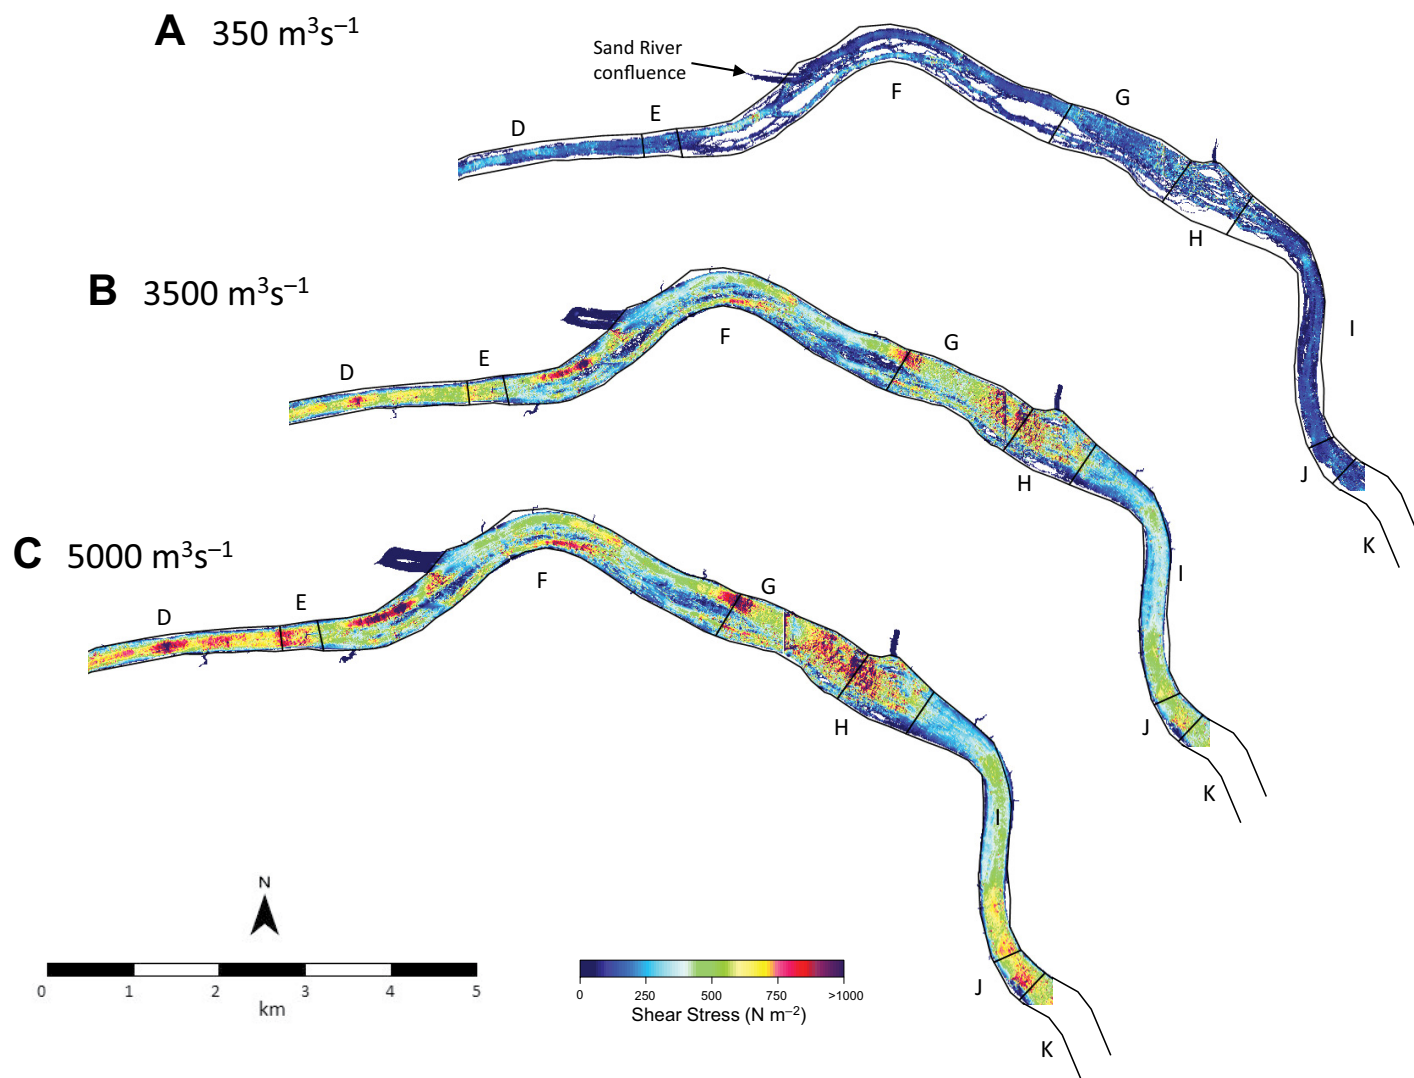 A 350 m³s⁻¹
Sand River
confluence
D
E
F
G
H
I
J
K
B 3500 m³s⁻¹
D
E
F
G
H
I
J
K
C 5000 m³s⁻¹
D
E
F
G
H
I
J
K
N
0 1 2 3 4 5
km
0 250 500 750 >1000
Shear Stress (N m⁻²)